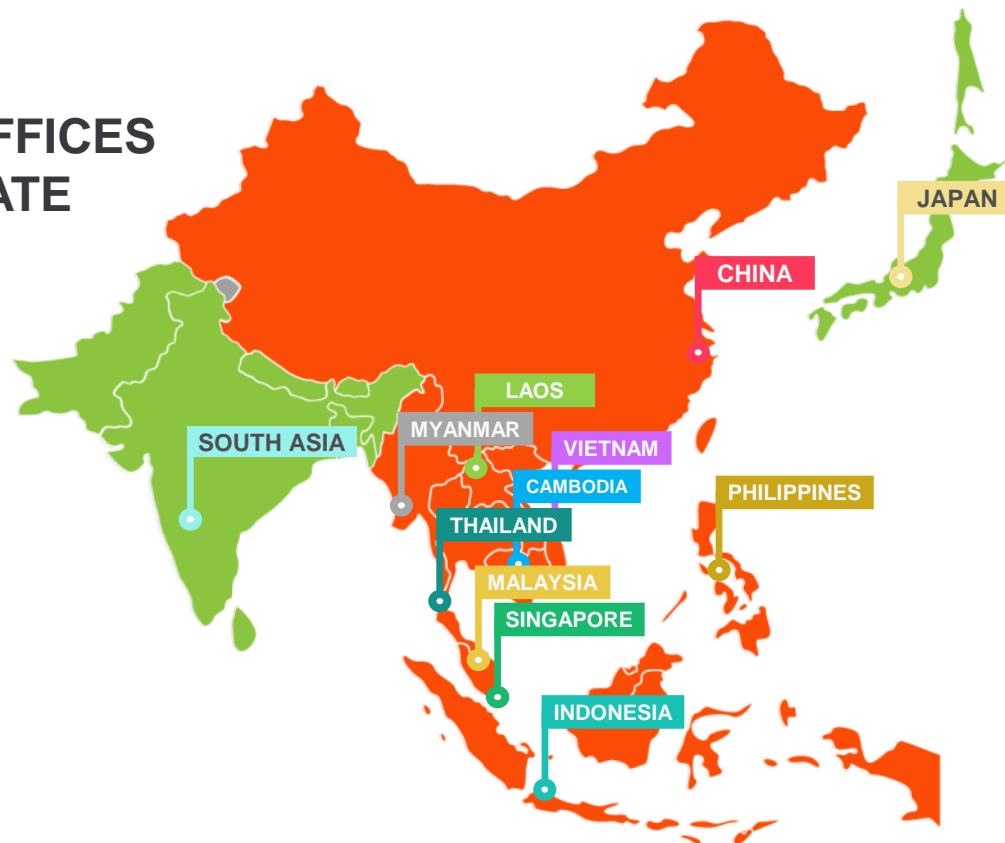 FFICES
ATE
JAPAN
CHINA
LAOS
MYANMAR
SOUTH ASIA
VIETNAM
CAMBODIA
PHILIPPINES
THAILAND
MALAYSIA
SINGAPORE
INDONESIA